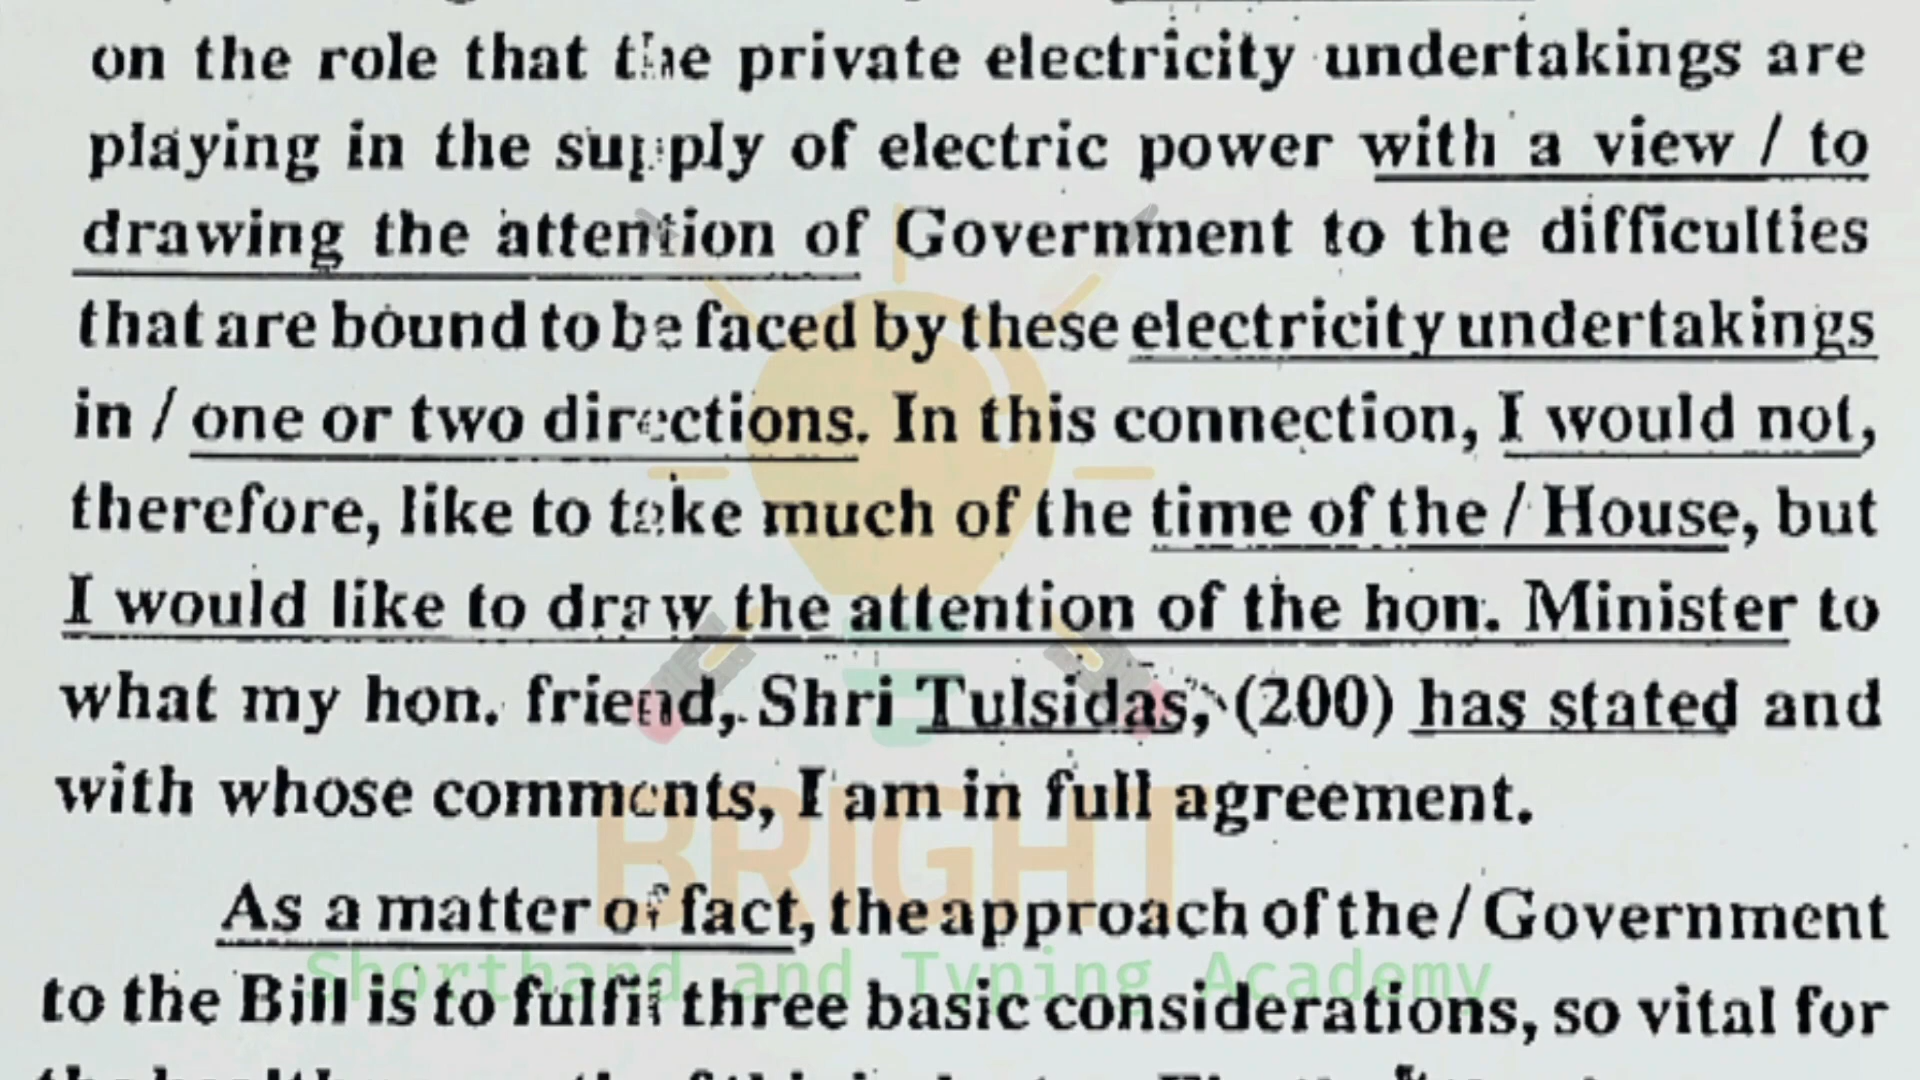 on the role that the private electricity undertakings are
playing in the supply of electric power with a view / to
drawing the attention of Government to the difficulties
that are bound to be faced by these electricity undertakings
in / one or two directions. In this connection, I would not,
therefore, like to take much of the time of the / House, but
I would like to draw the attention of the hon. Minister to
what my hon. friend, Shri Tulsidas, (200) has stated and
with whose comments, I am in full agreement.
As a matter of fact, the approach of the / Government
to the Bill is to fulfil three basic considerations, so vital for
BRIGHT
Shorthand and Typing Academy